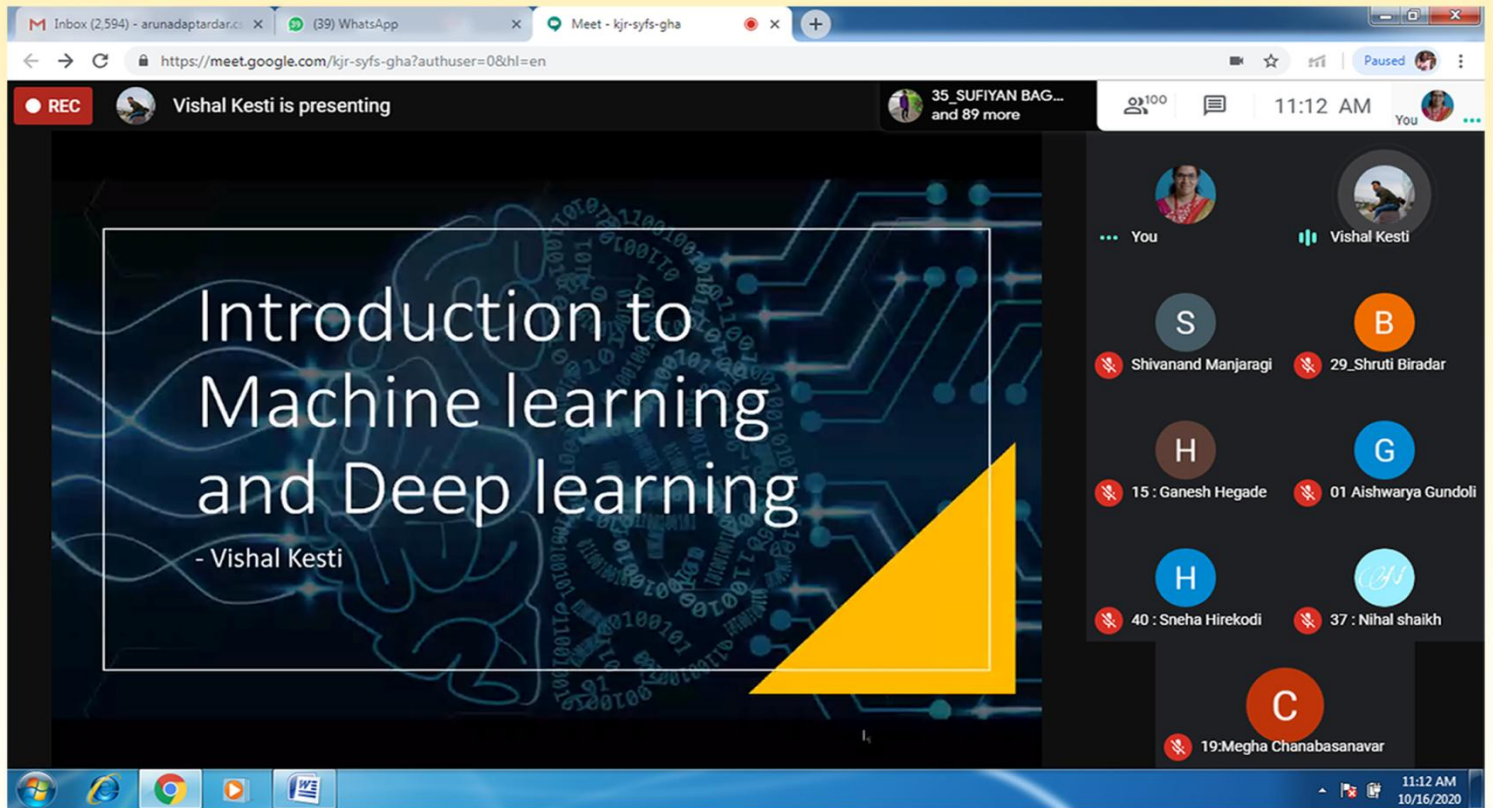 Inbox (2,594) - arunadaptardar.c
(39) WhatsApp
Meet - kjr-syfs-gha
https://meet.google.com/kjr-syfs-gha?authuser=0&hl=en
Paused
REC
Vishal Kesti is presenting
35_SUFIYAN BAG...
and 89 more
100
11:12 AM
You
Introduction to
Machine learning
and Deep learning
- Vishal Kesti
You
Vishal Kesti
S
Shivanand Manjaragi
B
29_Shruti Biradar
H
15 : Ganesh Hegade
G
01 Aishwarya Gundoli
H
40 : Sneha Hirekodi
37 : Nihal shaikh
C
19:Megha Chanabasanavar
11:12 AM
10/16/2020